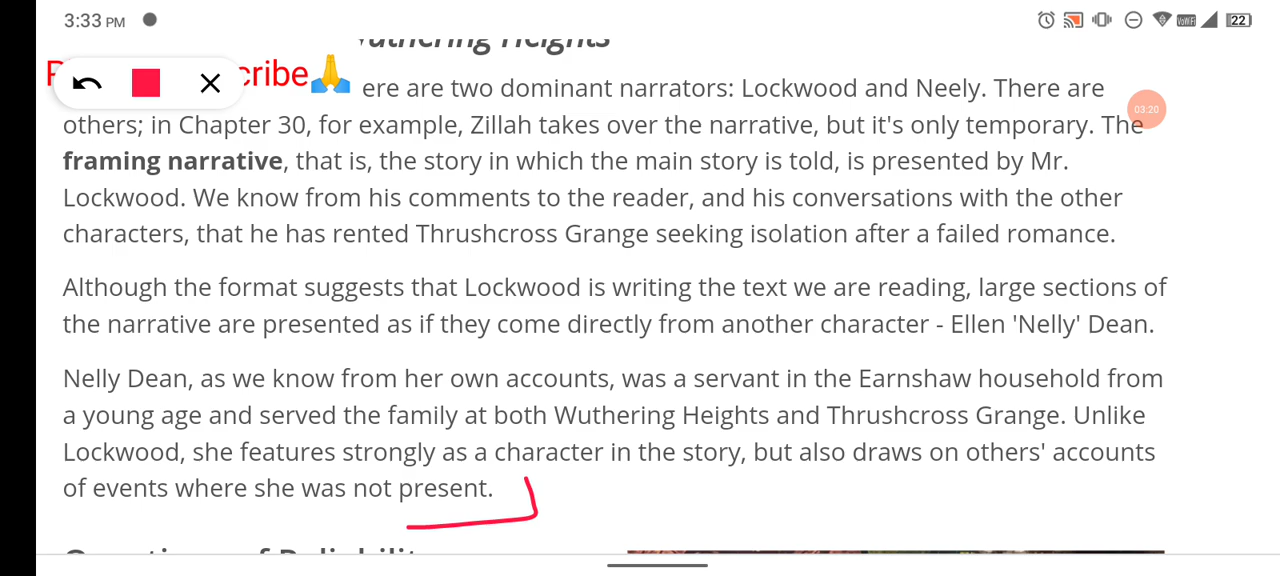 3:33 PM VoWiFi 22
uthering Heights
cribe🙏
ere are two dominant narrators: Lockwood and Neely. There are
03:20
others; in Chapter 30, for example, Zillah takes over the narrative, but it's only temporary. The
framing narrative, that is, the story in which the main story is told, is presented by Mr.
Lockwood. We know from his comments to the reader, and his conversations with the other
characters, that he has rented Thrushcross Grange seeking isolation after a failed romance.
Although the format suggests that Lockwood is writing the text we are reading, large sections of
the narrative are presented as if they come directly from another character - Ellen 'Nelly' Dean.
Nelly Dean, as we know from her own accounts, was a servant in the Earnshaw household from
a young age and served the family at both Wuthering Heights and Thrushcross Grange. Unlike
Lockwood, she features strongly as a character in the story, but also draws on others' accounts
of events where she was not present.